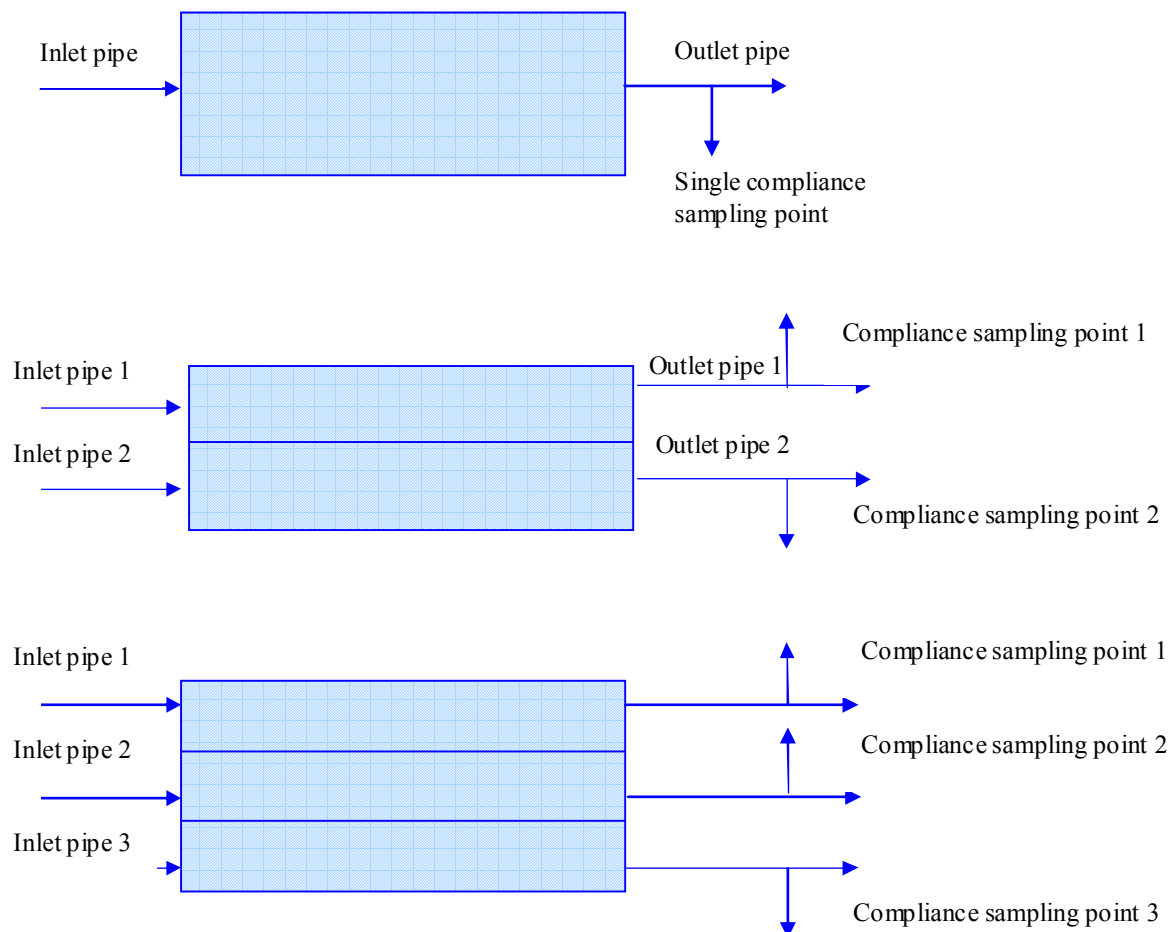 Inlet pipe
Outlet pipe
Single compliance
sampling point
Compliance sampling point 1
Inlet pipe 1
Outlet pipe 1
Inlet pipe 2
Outlet pipe 2
Compliance sampling point 2
Inlet pipe 1
Compliance sampling point 1
Inlet pipe 2
Compliance sampling point 2
Inlet pipe 3
Compliance sampling point 3